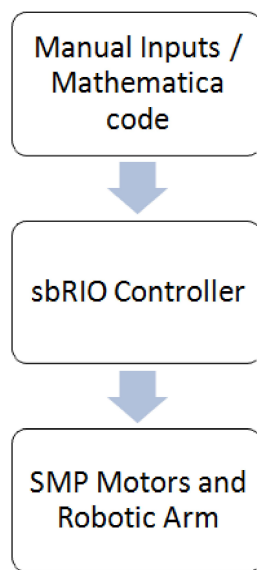 Manual Inputs /
Mathematica
code
sbRIO Controller
SMP Motors and
Robotic Arm